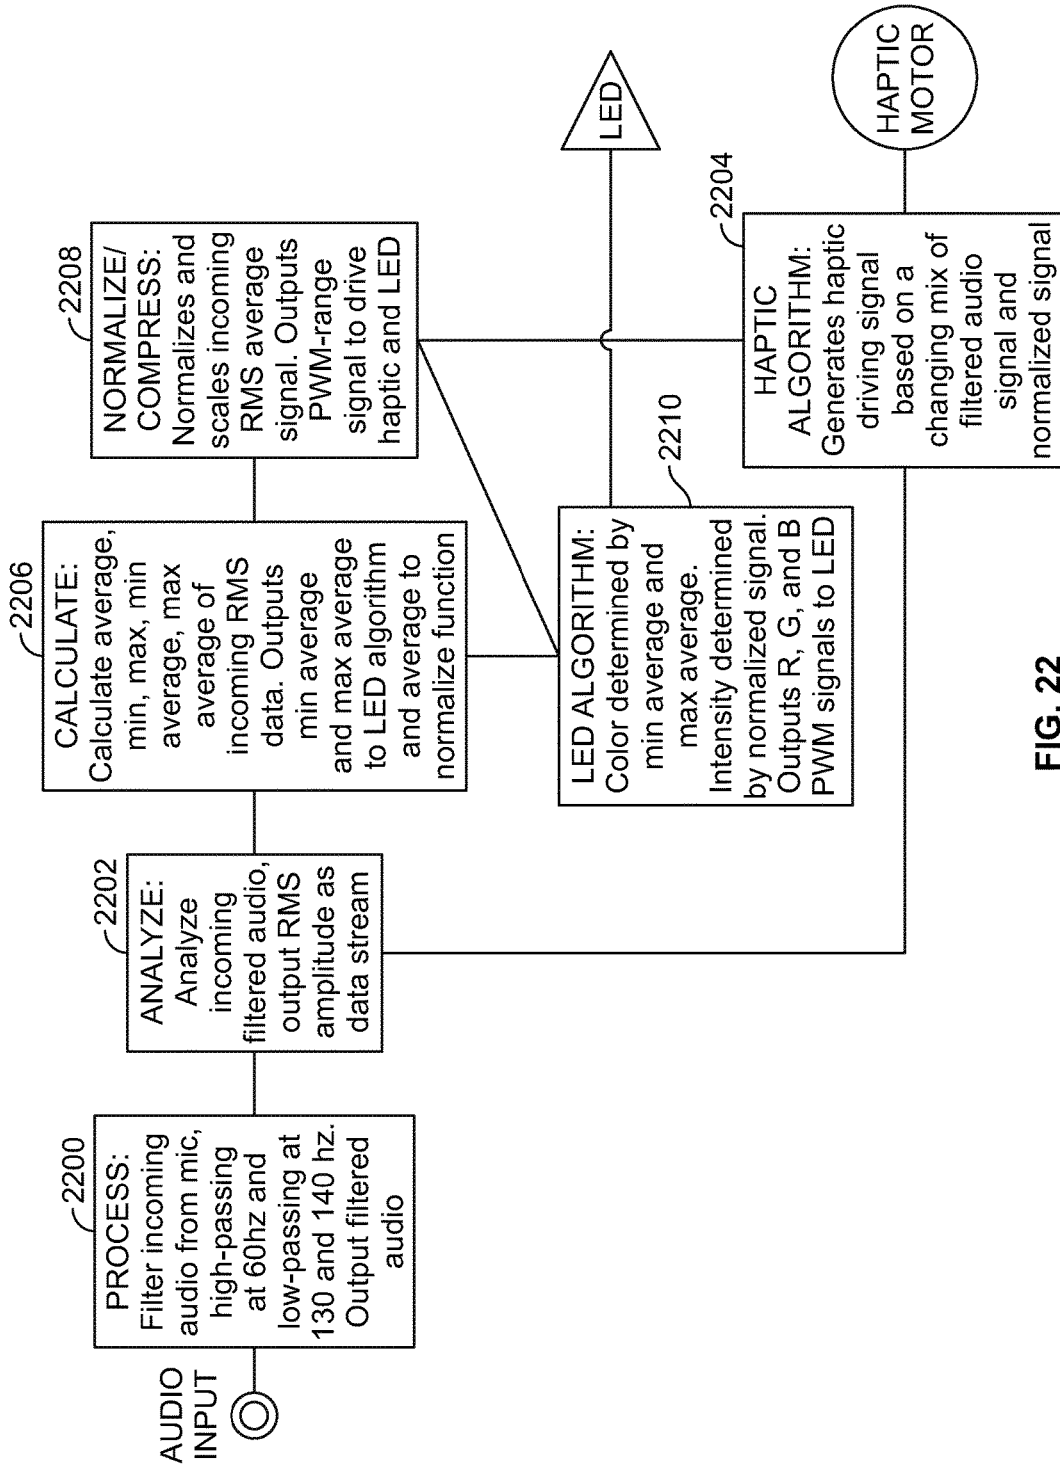 AUDIO
INPUT
2200
PROCESS:
Filter incoming
audio from mic,
high-passing
at 60hz and
low-passing at
130 and 140 hz.
Output filtered
audio
2202
ANALYZE:
Analyze
incoming
filtered audio,
output RMS
amplitude as
data stream
2206
CALCULATE:
Calculate average,
min, max, min
average, max
average of
incoming RMS
data. Outputs
min average
and max average
to LED algorithm
and average to
normalize function
2208
NORMALIZE/
COMPRESS:
Normalizes and
scales incoming
RMS average
signal. Outputs
PWM-range
signal to drive
haptic and LED
LED ALGORITHM:
Color determined by
min average and
max average.
Intensity determined
by normalized signal.
Outputs R, G, and B
PWM signals to LED
2210
LED
2204
HAPTIC
ALGORITHM:
Generates haptic
driving signal
based on a
changing mix of
filtered audio
signal and
normalized signal
HAPTIC
MOTOR
FIG. 22